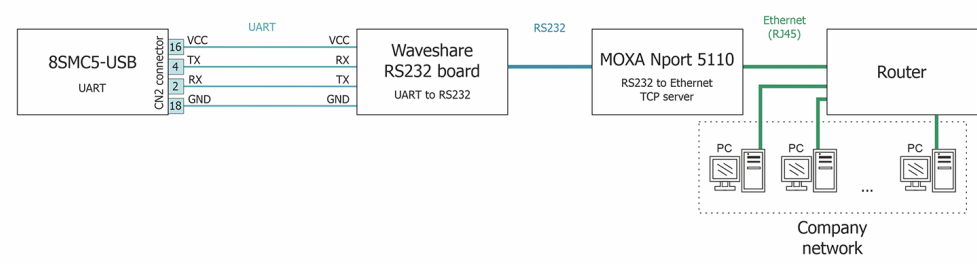 UART
RS232
Ethernet
(RJ45)
8SMC5-USB
UART
CN2 connector
16 VCC
4 TX
2 RX
18 GND
VCC
RX
TX
GND
Waveshare
RS232 board
UART to RS232
MOXA Nport 5110
RS232 to Ethernet
TCP server
Router
PC
PC
PC
...
Company
network